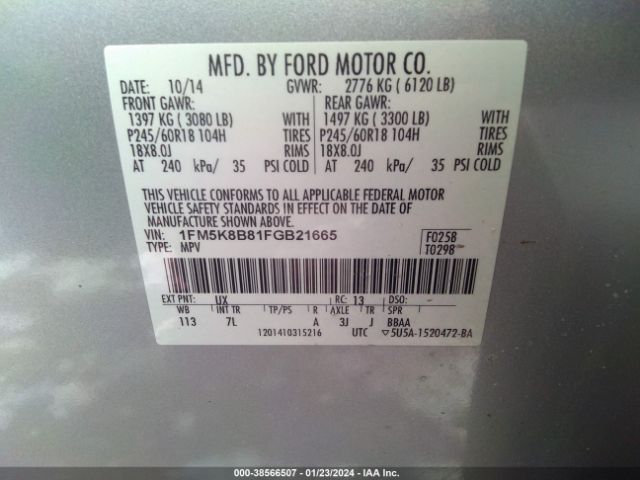 MFD. BY FORD MOTOR CO.
DATE: 10/14 GVWR: 2776 KG ( 6120 LB)
FRONT GAWR: REAR GAWR:
1397 KG ( 3080 LB) WITH 1497 KG ( 3300 LB) WITH
P245/60R18 104H TIRES P245/60R18 104H TIRES
18X8.0J RIMS 18X8.0J RIMS
AT 240 kPa/ 35 PSI COLD AT 240 kPa/ 35 PSI COLD
THIS VEHICLE CONFORMS TO ALL APPLICABLE FEDERAL MOTOR
VEHICLE SAFETY STANDARDS IN EFFECT ON THE DATE OF
MANUFACTURE SHOWN ABOVE.
VIN: 1FM5K8B81FGB21665 F0258
TYPE: MPV T0298
EXT PNT: UX RC: 13 DSO:
WB INT TR TP/PS R AXLE TR SPR
113 7L A 3J J BBAA
1201410315216 UTC ▽5U5A-1520472-BA
000-38566507 - 01/23/2024 - IAA Inc.